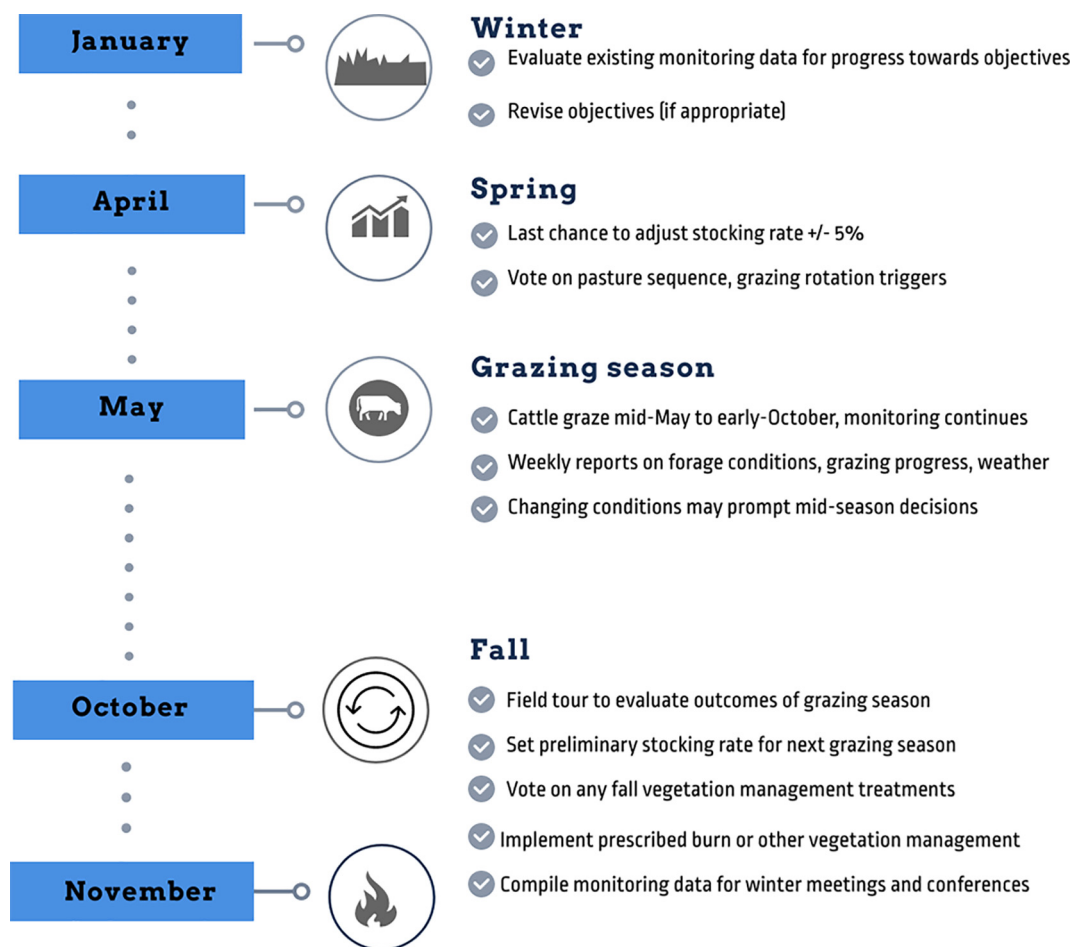 January
Winter
Evaluate existing monitoring data for progress towards objectives
Revise objectives (if appropriate)
April
Spring
Last chance to adjust stocking rate +/- 5%
Vote on pasture sequence, grazing rotation triggers
May
Grazing season
Cattle graze mid-May to early-October, monitoring continues
Weekly reports on forage conditions, grazing progress, weather
Changing conditions may prompt mid-season decisions
October
Fall
Field tour to evaluate outcomes of grazing season
Set preliminary stocking rate for next grazing season
Vote on any fall vegetation management treatments
Implement prescribed burn or other vegetation management
November
Compile monitoring data for winter meetings and conferences